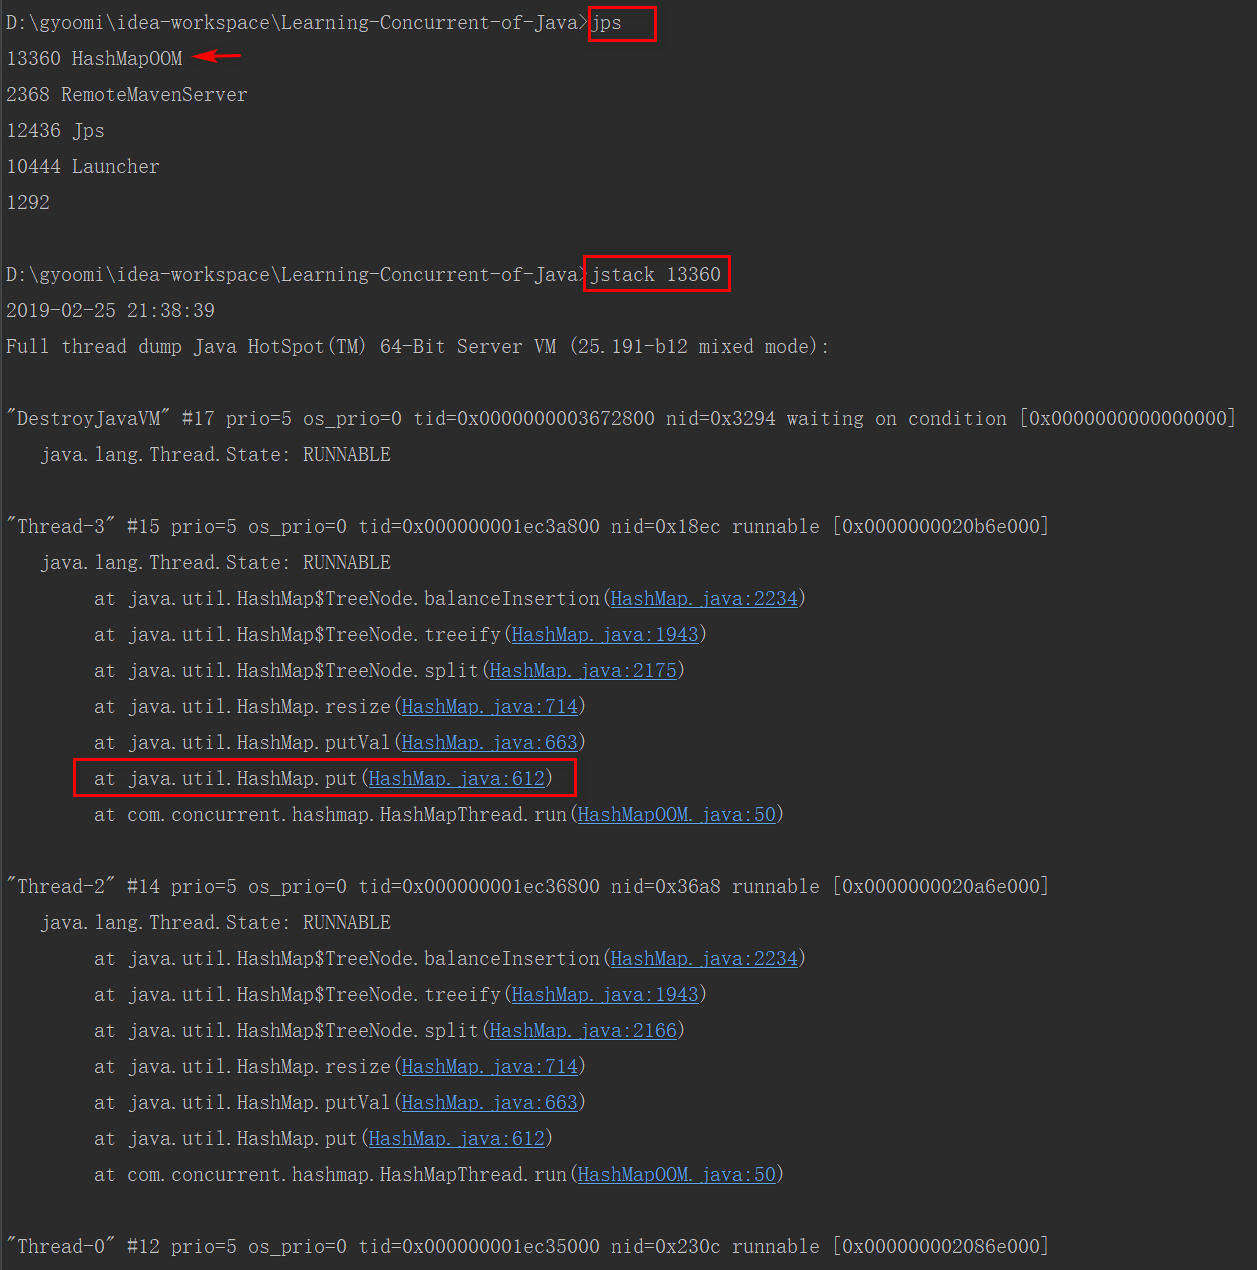 D:\gyoomi\idea-workspace\Learning-Concurrent-of-Java>jps
13360 HashMapOOM
2368 RemoteMavenServer
12436 Jps
10444 Launcher
1292
D:\gyoomi\idea-workspace\Learning-Concurrent-of-Java>jstack 13360
2019-02-25 21:38:39
Full thread dump Java HotSpot(TM) 64-Bit Server VM (25.191-b12 mixed mode):
"DestroyJavaVM" #17 prio=5 os_prio=0 tid=0x0000000003672800 nid=0x3294 waiting on condition [0x0000000000000000]
java.lang.Thread.State: RUNNABLE
"Thread-3" #15 prio=5 os_prio=0 tid=0x000000001ec3a800 nid=0x18ec runnable [0x0000000020b6e000]
java.lang.Thread.State: RUNNABLE
at java.util.HashMap$TreeNode.balanceInsertion(HashMap.java:2234)
at java.util.HashMap$TreeNode.treeify(HashMap.java:1943)
at java.util.HashMap$TreeNode.split(HashMap.java:2175)
at java.util.HashMap.resize(HashMap.java:714)
at java.util.HashMap.putVal(HashMap.java:663)
at java.util.HashMap.put(HashMap.java:612)
at com.concurrent.hashmap.HashMapThread.run(HashMapOOM.java:50)
"Thread-2" #14 prio=5 os_prio=0 tid=0x000000001ec36800 nid=0x36a8 runnable [0x0000000020a6e000]
java.lang.Thread.State: RUNNABLE
at java.util.HashMap$TreeNode.balanceInsertion(HashMap.java:2234)
at java.util.HashMap$TreeNode.treeify(HashMap.java:1943)
at java.util.HashMap$TreeNode.split(HashMap.java:2166)
at java.util.HashMap.resize(HashMap.java:714)
at java.util.HashMap.putVal(HashMap.java:663)
at java.util.HashMap.put(HashMap.java:612)
at com.concurrent.hashmap.HashMapThread.run(HashMapOOM.java:50)
"Thread-0" #12 prio=5 os_prio=0 tid=0x000000001ec35000 nid=0x230c runnable [0x000000002086e000]